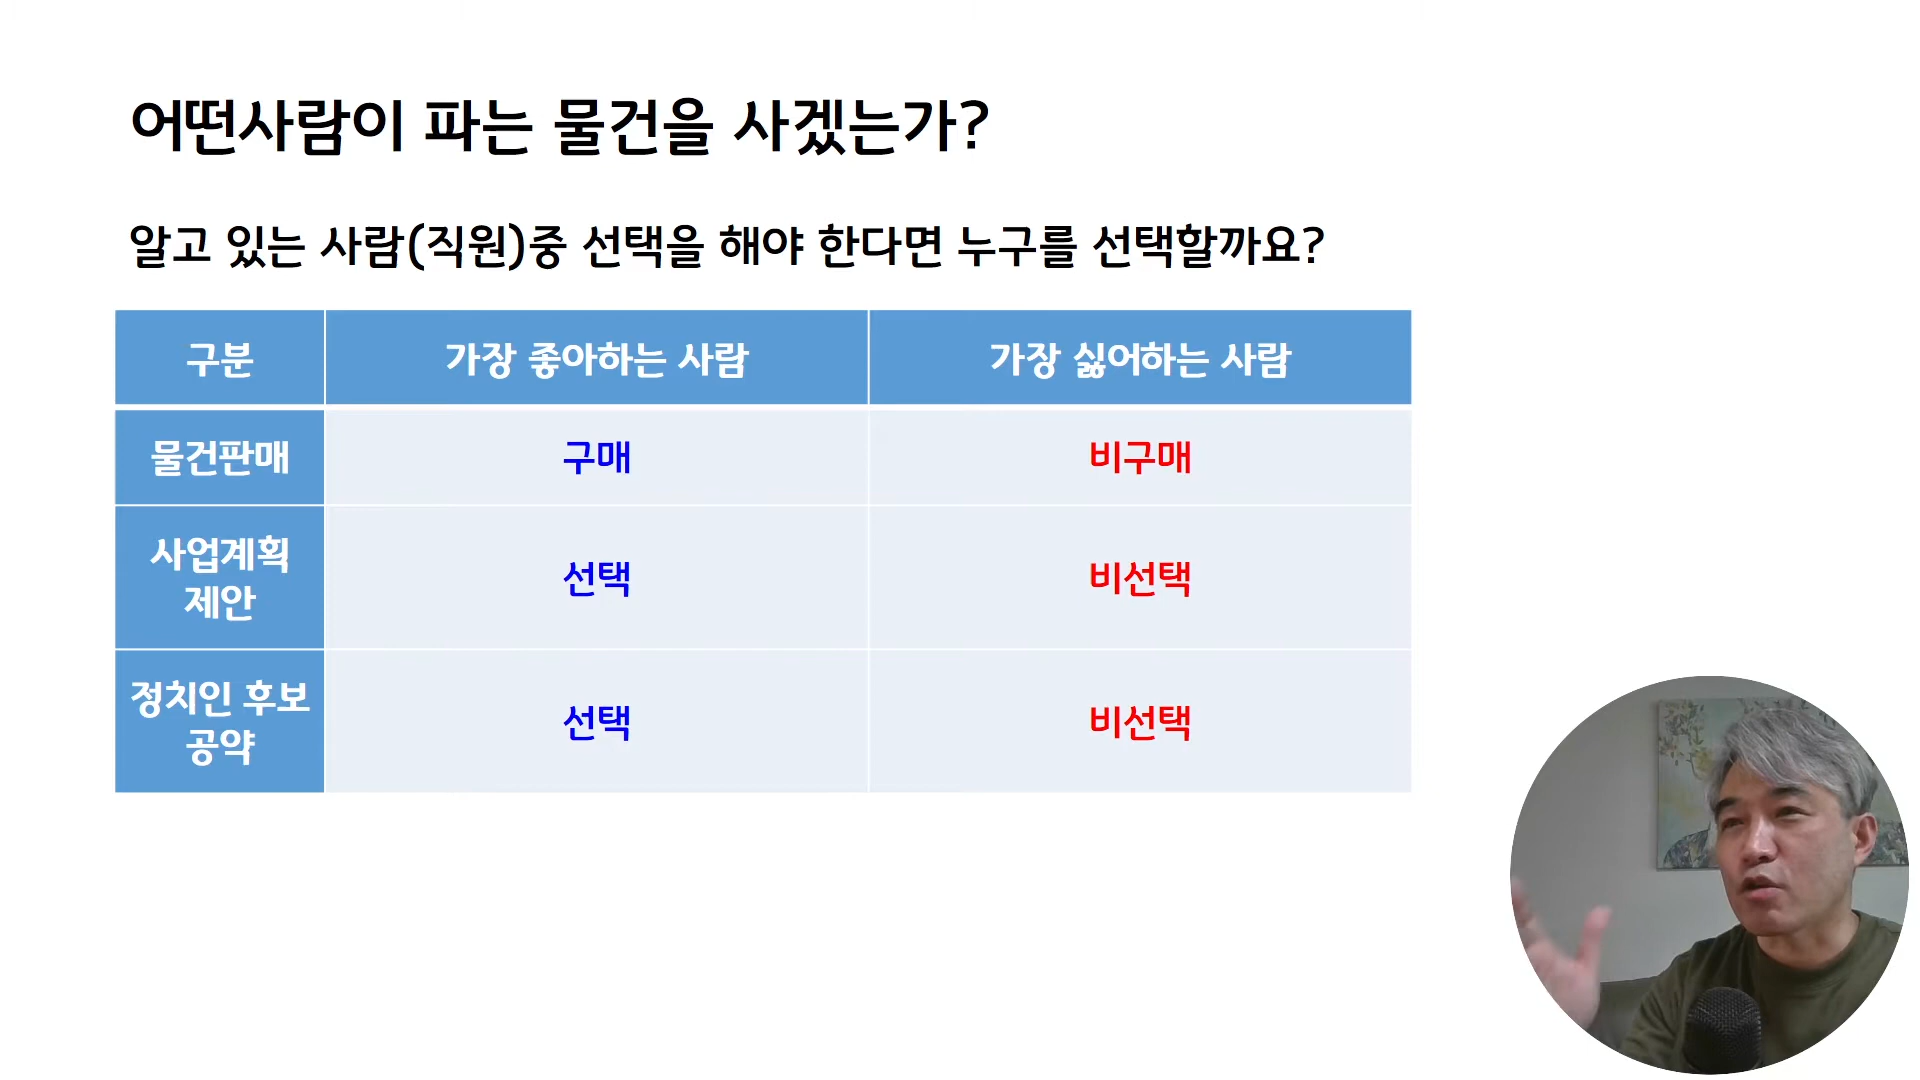 어떤사람이 파는 물건을 사겠는가?
알고 있는 사람(직원)중 선택을 해야 한다면 누구를 선택할까요?
구분 가장 좋아하는 사람 가장 싫어하는 사람
물건판매 구매 비구매
사업계획
제안 선택 비선택
정치인 후보
공약 선택 비선택